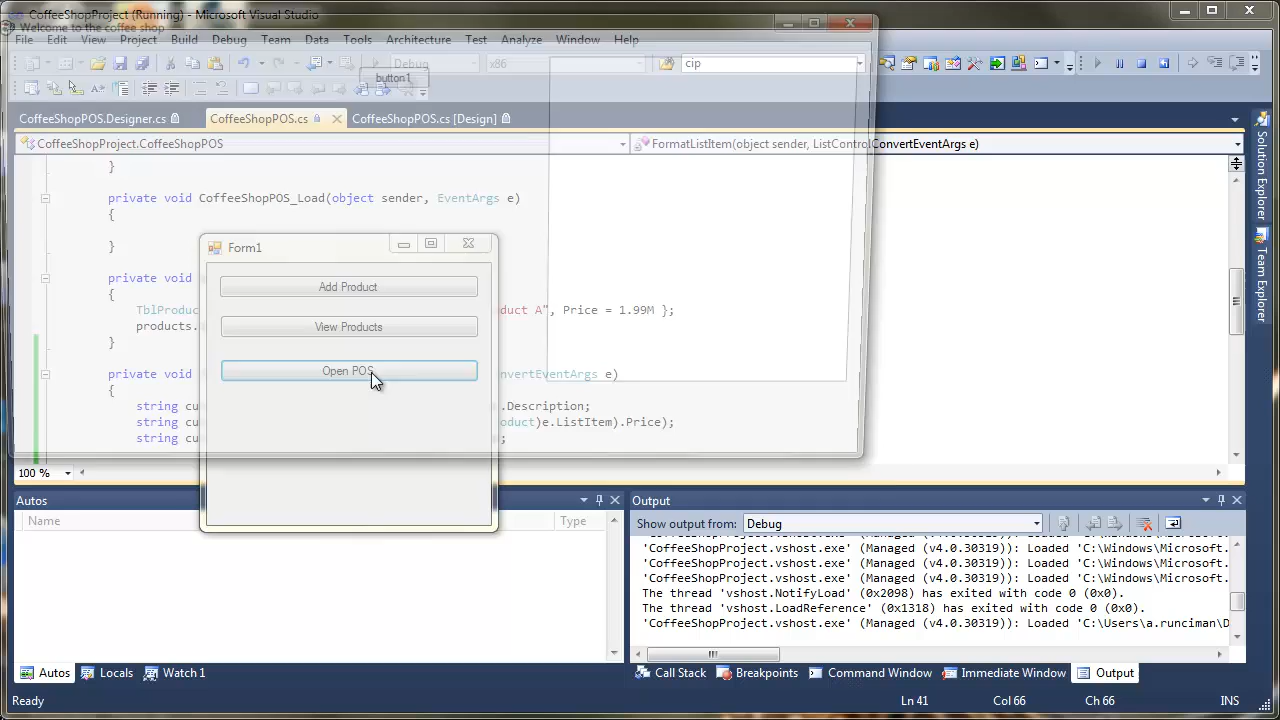 CoffeeShopProject (Running) - Microsoft Visual Studio
Welcome to the coffee shop
File Edit View Project Build Debug Team Data Tools Architecture Test Analyze Window Help
Debug x86 cip
button1
CoffeeShopPOS.Designer.cs CoffeeShopPOS.cs CoffeeShopPOS.cs [Design]
CoffeeShopProject.CoffeeShopPOS FormatListItem(object sender, ListControlConvertEventArgs e)
}
private void CoffeeShopPOS_Load(object sender, EventArgs e)
{
}
private void
{
TblProduc duct A", Price = 1.99M };
products.
}
private void nvertEventArgs e)
{
string cu .Description;
string cu oduct)e.ListItem).Price);
string cu ;
Form1
Add Product
View Products
Open POS
100 %
Autos
Name Type
Output
Show output from: Debug
'CoffeeShopProject.vshost.exe' (Managed (v4.0.30319)): Loaded 'C:\Windows\Microsoft.
'CoffeeShopProject.vshost.exe' (Managed (v4.0.30319)): Loaded 'C:\Windows\Microsoft.
'CoffeeShopProject.vshost.exe' (Managed (v4.0.30319)): Loaded 'C:\Windows\Microsoft.
The thread 'vshost.NotifyLoad' (0x2098) has exited with code 0 (0x0).
The thread 'vshost.LoadReference' (0x1318) has exited with code 0 (0x0).
'CoffeeShopProject.vshost.exe' (Managed (v4.0.30319)): Loaded 'C:\Users\a.runciman\D
Solution Explorer
Team Explorer
Autos Locals Watch 1
Call Stack Breakpoints Command Window Immediate Window Output
Ready Ln 41 Col 66 Ch 66 INS